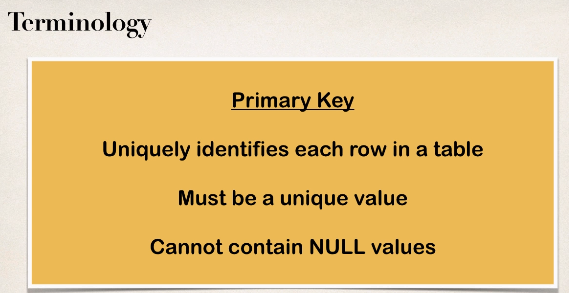 Terminology
Primary Key
Uniquely identifies each row in a table
Must be a unique value
Cannot contain NULL values